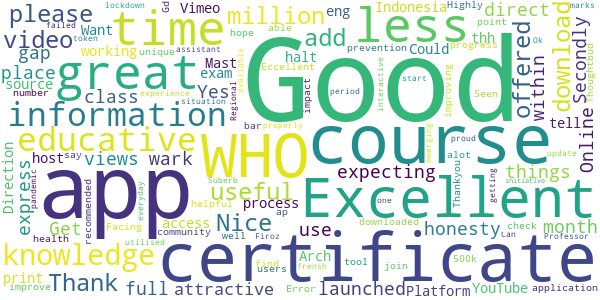 lockdown Gd Vimeo Indonesia Highly marks
please failed million eng able point Ok
video token time Want add less direct download
gap working unique hope Could prevention progress
great assistant halt thh offered Within Secondly
place exam Eccellent period interactive start Thoughtbud
source Mast impact Seen improving
number class Yes Regional Good Online
information available bar properly tell
educative WHO course emerging proud update
Direction host say views wark expecting Thankyou alot getting initiative
express pandemic everyday Suberb useful things
app situation experience Excellent
recommended Nice process helpful ap honesty month
health Get access community use check Can Professor
knowledge utilised Facing well Firoz Arch one downloaded 500k
print find users tool join
improve Thank full attractive frensh Error launched Platform YouTube application
certificate